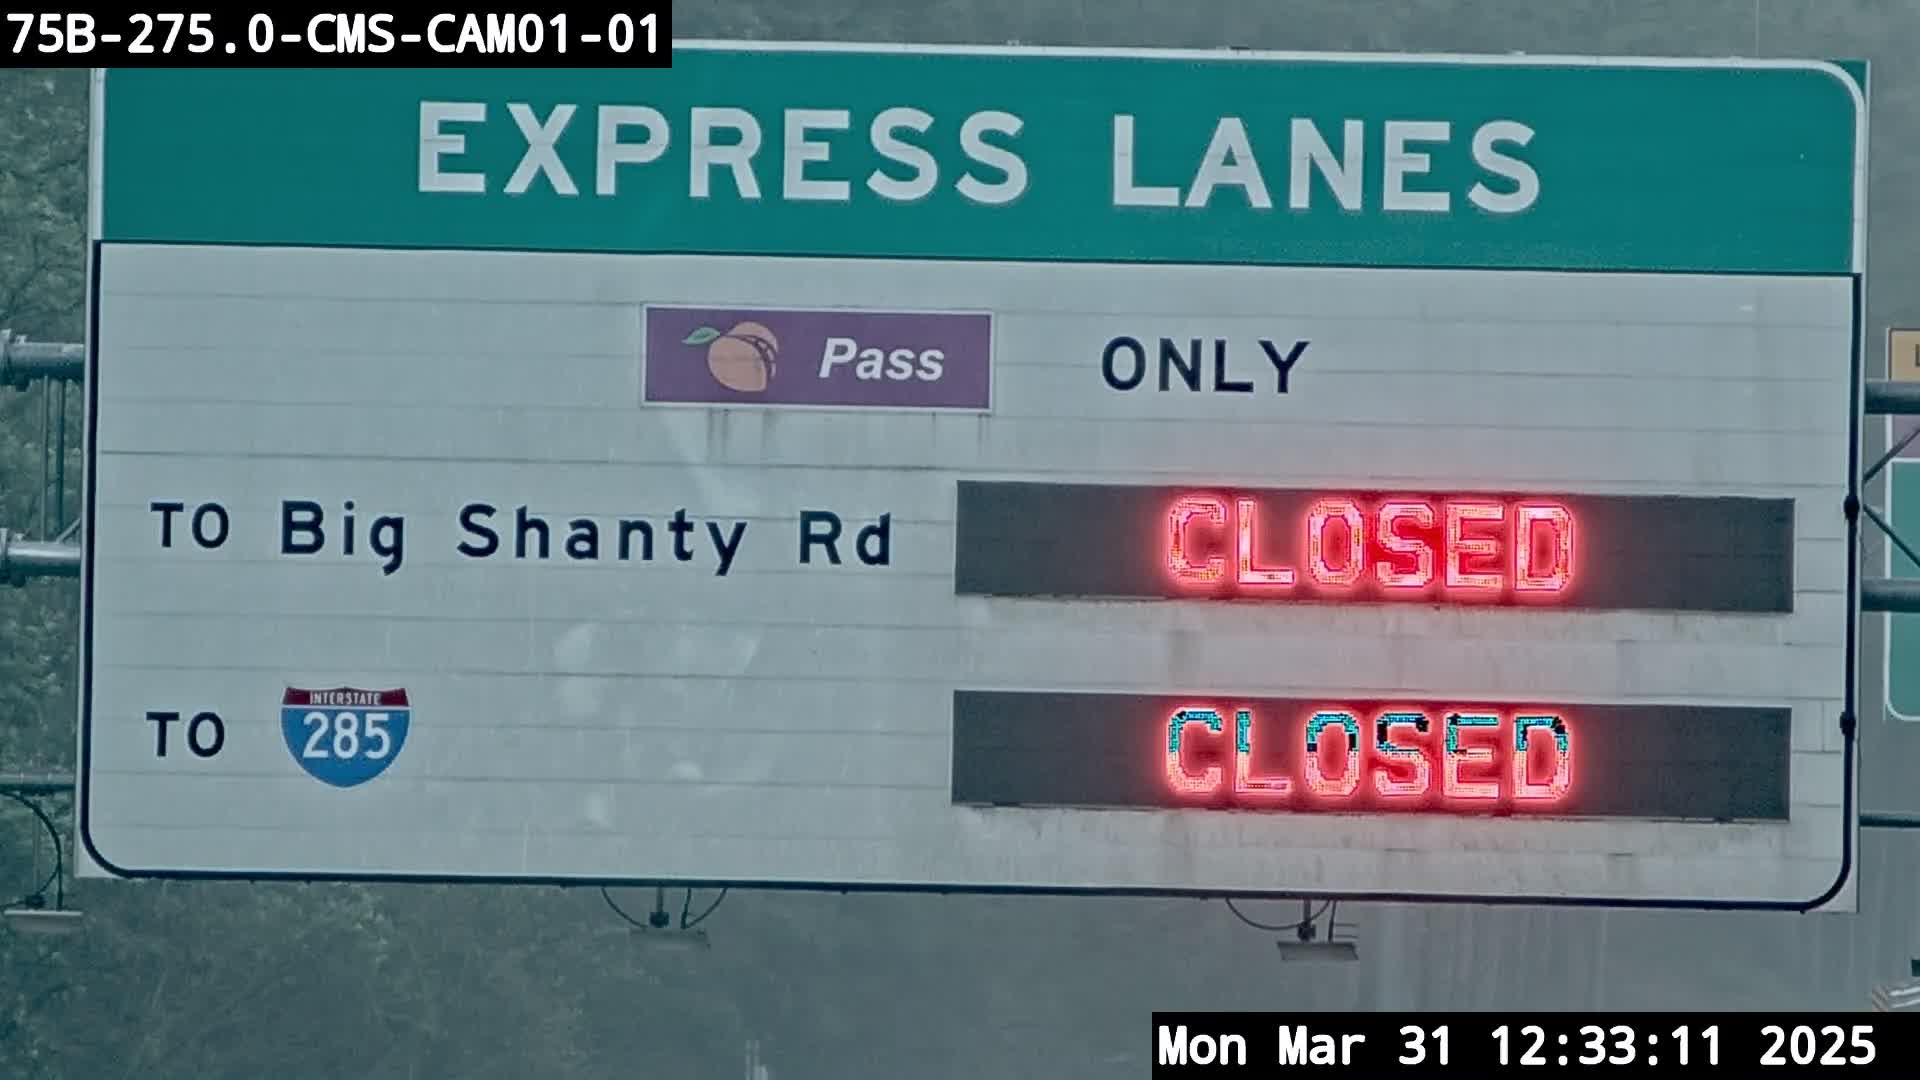 75B-275.0-CMS-CAM01-01
EXPRESS LANES
Pass ONLY
TO Big Shanty Rd CLOSED
TO INTERSTATE 285 CLOSED
Mon Mar 31 12:33:11 2025